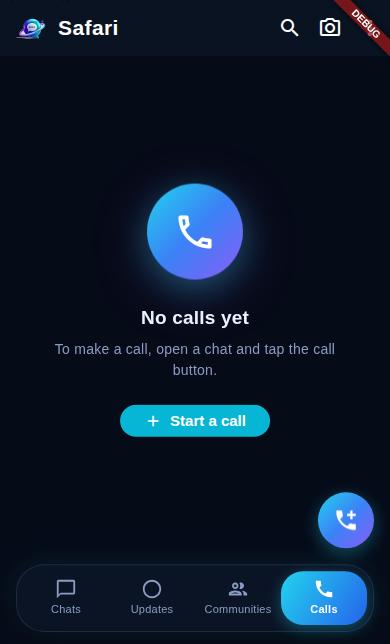 Safari
DEBUG
No calls yet
To make a call, open a chat and tap the call
button.
Start a call
Chats
Updates
Communities
Calls